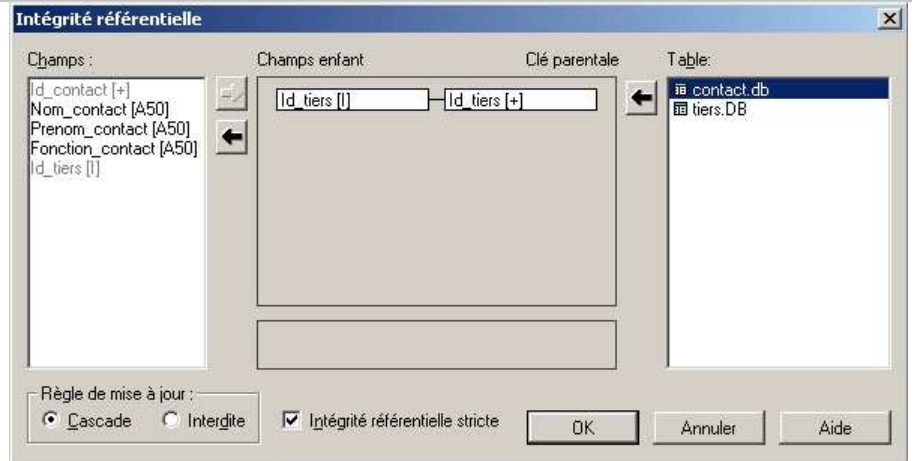 Intégrité référentielle
Champs :
Champs enfant
Clé parentale
Table:
Id_contact [+]
Nom_contact [A50]
Prenom_contact [A50]
Fonction_contact [A50]
Id_tiers [I]
Id_tiers [I]
Id_tiers [+]
contact.db
tiers.DB
Règle de mise à jour :
Cascade
Interdite
Intégrité référentielle stricte
OK
Annuler
Aide